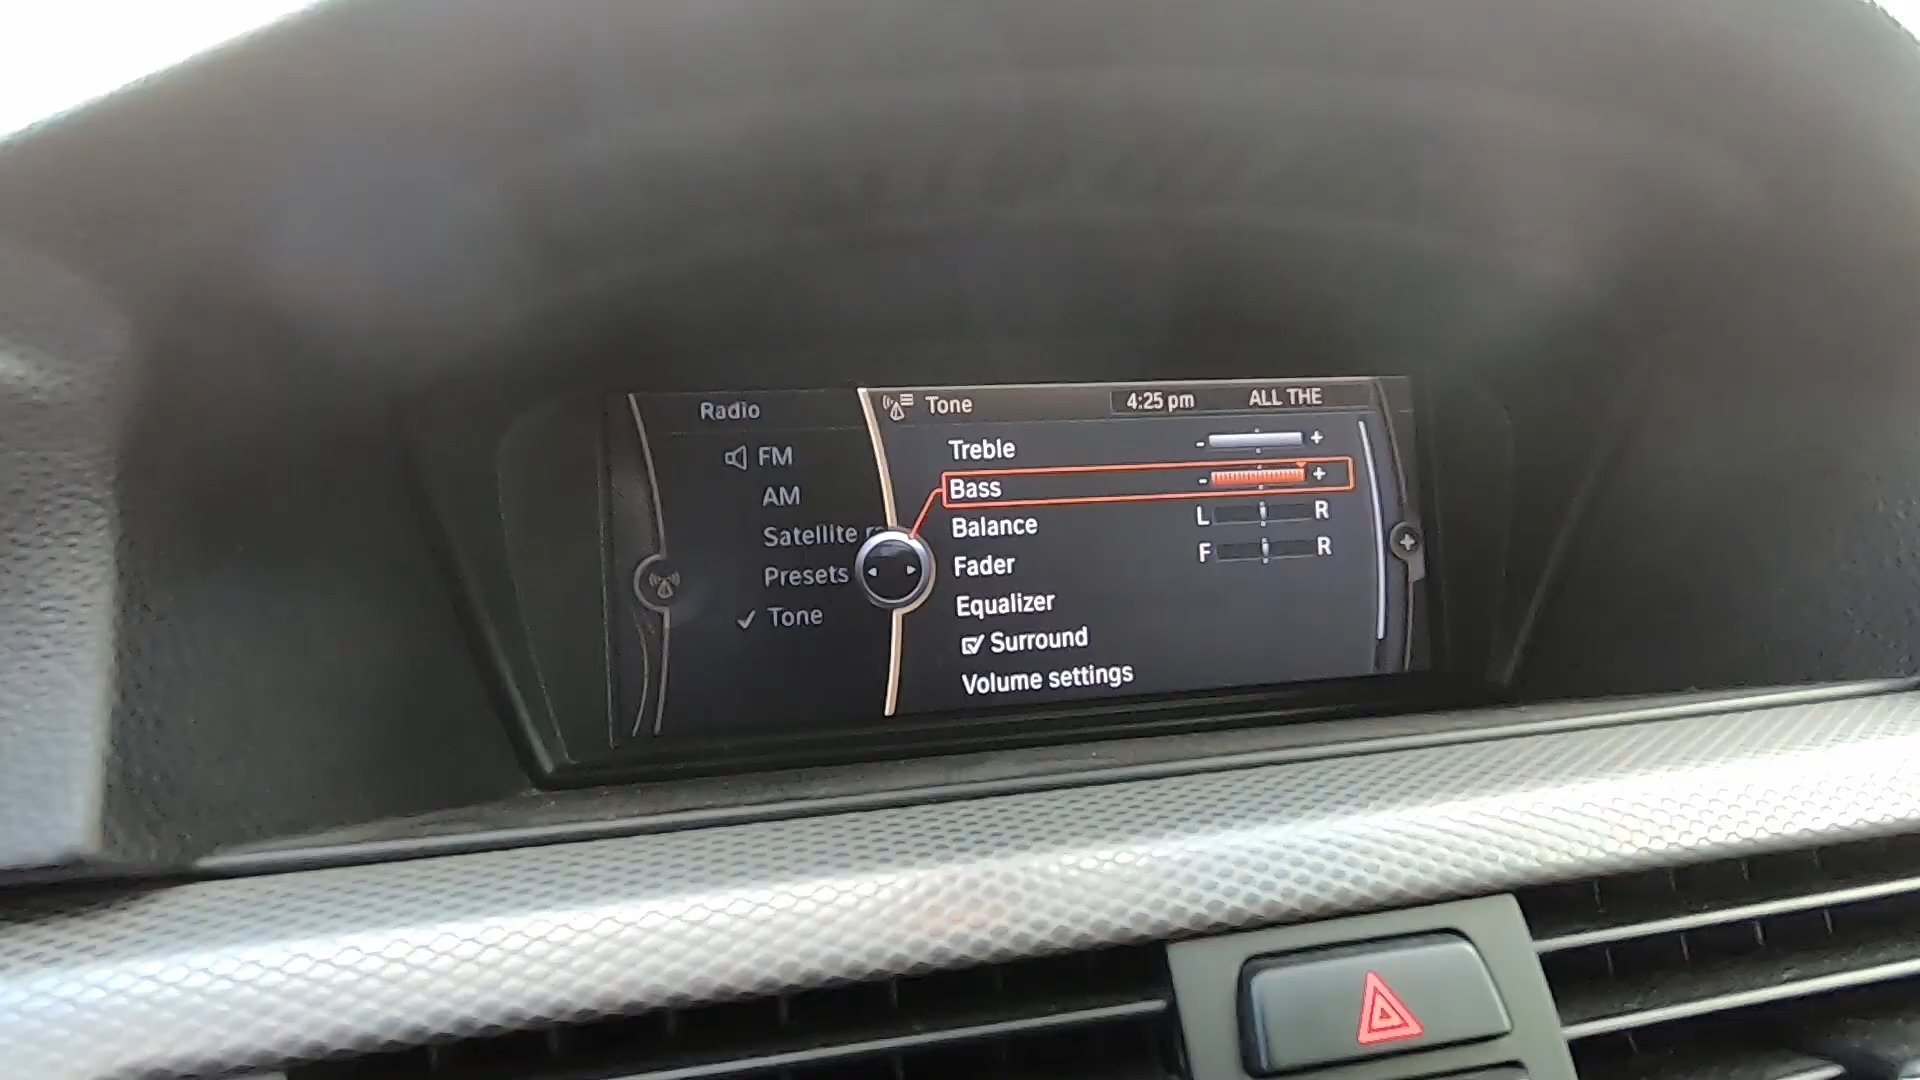 Radio
FM
AM
Satellite
Presets
Tone
Tone
4:25 pm
ALL THE
Treble - +
Bass - +
Balance L R
Fader F R
Equalizer
Surround
Volume settings